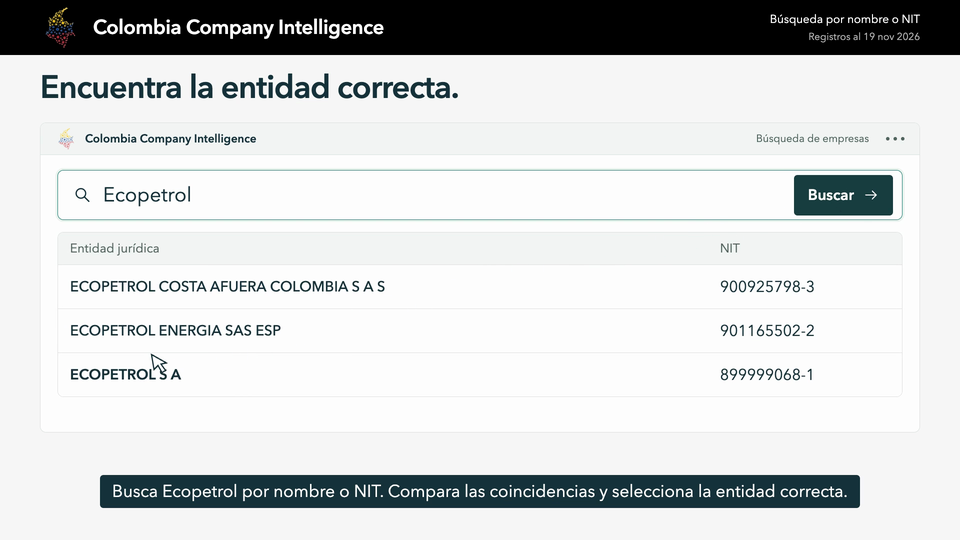 Colombia Company Intelligence
Búsqueda por nombre o NIT
Registros al 19 nov 2026
Encuentra la entidad correcta.
Colombia Company Intelligence
Búsqueda de empresas
Ecopetrol
Buscar
Entidad jurídica NIT
ECOPETROL COSTA AFUERA COLOMBIA S A S 900925798-3
ECOPETROL ENERGIA SAS ESP 901165502-2
ECOPETROL S A 899999068-1
Busca Ecopetrol por nombre o NIT. Compara las coincidencias y selecciona la entidad correcta.